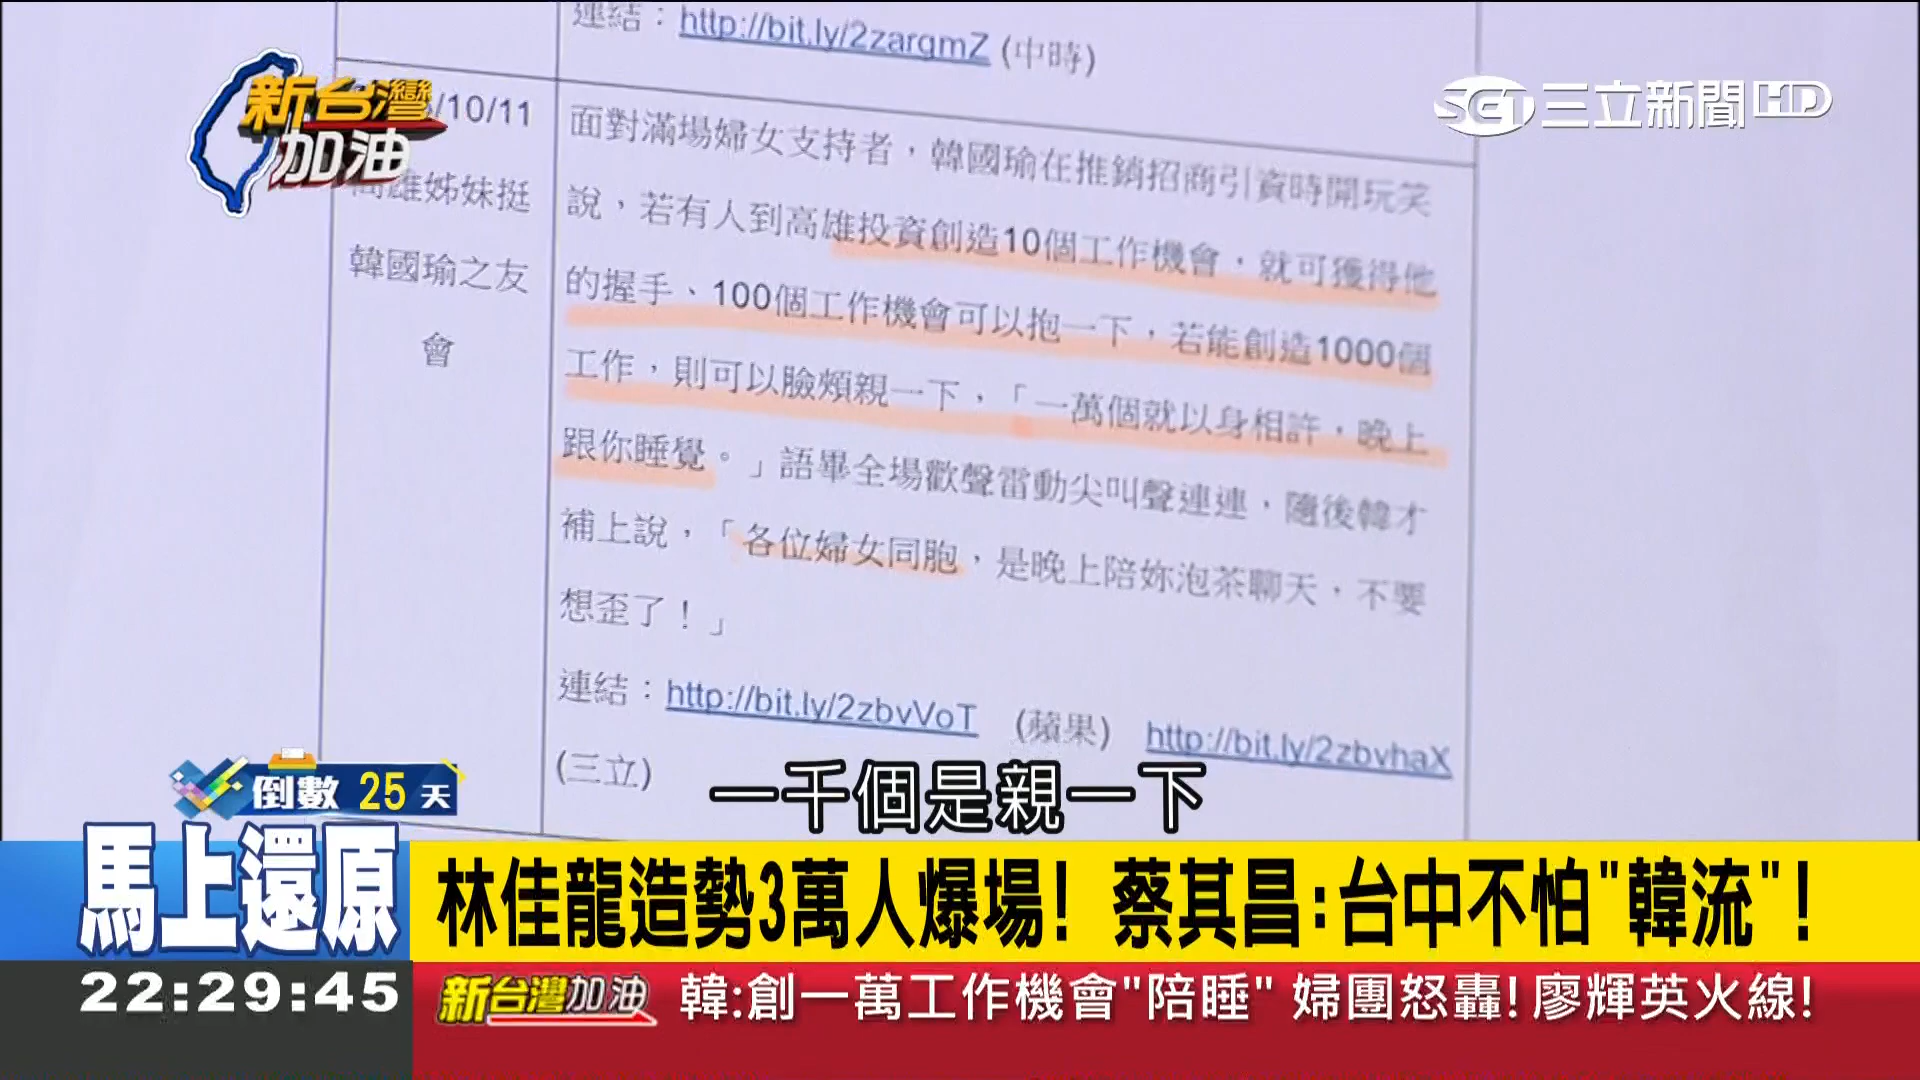 連結：http://bit.ly/2zargmZ (中時)
新台灣加油
SET三立新聞HD
/10/11
高雄姊妹挺
韓國瑜之友
會
面對滿場婦女支持者，韓國瑜在推銷招商引資時開玩笑
說，若有人到高雄投資創造10個工作機會，就可獲得他
的握手、100個工作機會可以抱一下，若能創造1000個
工作，則可以臉頰親一下，「一萬個就以身相許，晚上
跟你睡覺。」語畢全場歡聲雷動尖叫聲連連，隨後韓才
補上說，「各位婦女同胞，是晚上陪妳泡茶聊天，不要
想歪了！」
連結：http://bit.ly/2zbvVoT (蘋果) http://bit.ly/2zbvhaX
(三立)
一千個是親一下
倒數 25 天
馬上還原
林佳龍造勢3萬人爆場! 蔡其昌:台中不怕"韓流"!
22:29:45
新台灣加油 韓:創一萬工作機會"陪睡" 婦團怒轟!廖輝英火線!